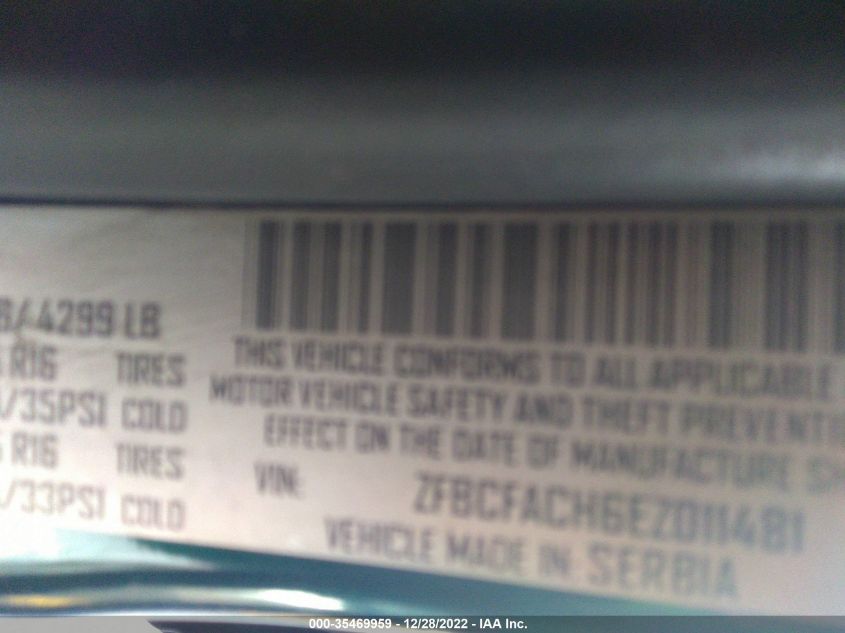 4299 LB
R16 TIRES
/35PSI COLD
R16 TIRES
/33PSI COLD
THIS VEHICLE CONFORMS TO ALL APPLICABLE
MOTOR VEHICLE SAFETY AND THEFT PREVENTI
EFFECT ON THE DATE OF MANUFACTURE SH
VIN: ZFBCFACH6EZ011481
VEHICLE MADE IN: SERBIA
000-35469959 - 12/28/2022 - IAA Inc.